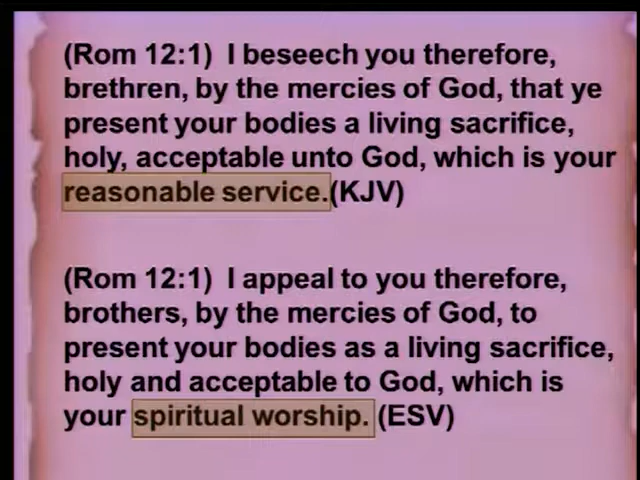 (Rom 12:1) I beseech you therefore,
brethren, by the mercies of God, that ye
present your bodies a living sacrifice,
holy, acceptable unto God, which is your
reasonable service.(KJV)
(Rom 12:1) I appeal to you therefore,
brothers, by the mercies of God, to
present your bodies as a living sacrifice,
holy and acceptable to God, which is
your spiritual worship. (ESV)